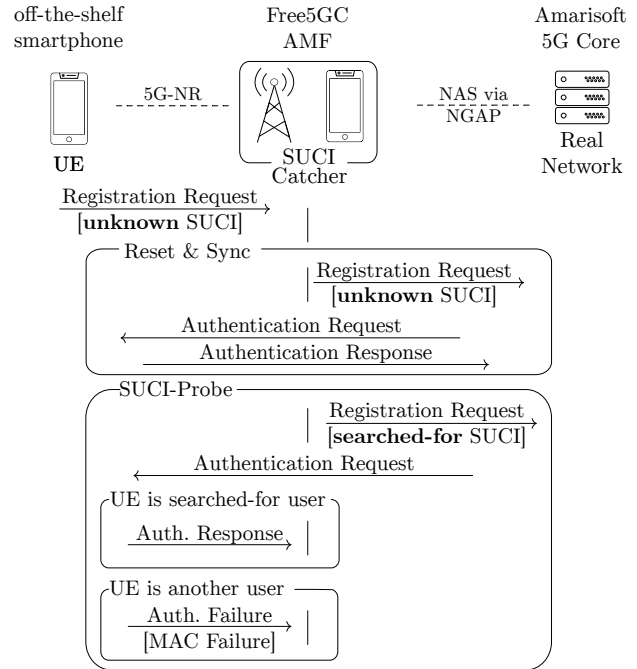 off-the-shelf
smartphone
Free5GC
AMF
Amarisoft
5G Core
5G-NR
NAS via
NGAP
UE
SUCI
Catcher
Real
Network
Registration Request
[unknown SUCI]
Reset & Sync
Registration Request
[unknown SUCI]
Authentication Request
Authentication Response
SUCI-Probe
Registration Request
[searched-for SUCI]
Authentication Request
UE is searched-for user
Auth. Response
UE is another user
Auth. Failure
[MAC Failure]